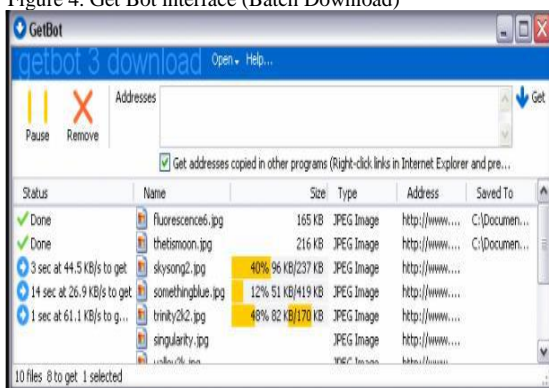 Figure 4. Get Bot interface (Batch Download)
GetBot
getbot 3 download Open Help...
Pause Remove Addresses Get
Get addresses copied in other programs (Right-click links in Internet Explorer and pre...
Status Name Size Type Address Saved To
Done fluorescence6.jpg 165 KB JPEG Image http://www.... C:\Documen...
Done thetismoon.jpg 216 KB JPEG Image http://www.... C:\Documen...
3 sec at 44.5 KB/s to get skysong2.jpg 40% 96 KB/237 KB JPEG Image http://www....
14 sec at 26.9 KB/s to get somethingblue.jpg 12% 51 KB/419 KB JPEG Image http://www....
1 sec at 61.1 KB/s to g... trinity2k2.jpg 48% 82 KB/170 KB JPEG Image http://www....
singularity.jpg JPEG Image http://www....
10 files 8 to get 1 selected